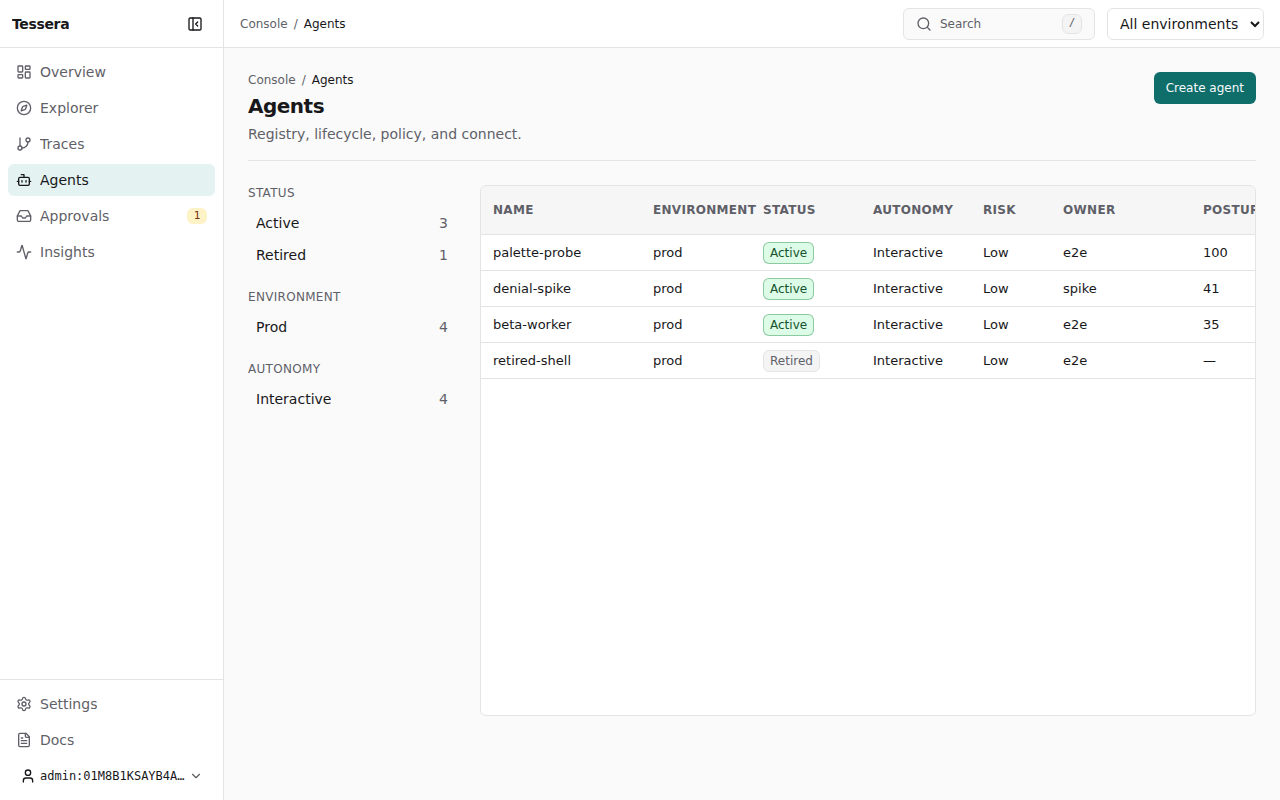 Tessera
Console / Agents
Search /
All environments
Overview
Explorer
Traces
Agents
Approvals 1
Insights
Settings
Docs
admin:01M8B1KSAYB4A…
Console / Agents
Agents
Registry, lifecycle, policy, and connect.
Create agent
STATUS
Active 3
Retired 1
ENVIRONMENT
Prod 4
AUTONOMY
Interactive 4
NAME ENVIRONMENT STATUS AUTONOMY RISK OWNER POSTUR
palette-probe prod Active Interactive Low e2e 100
denial-spike prod Active Interactive Low spike 41
beta-worker prod Active Interactive Low e2e 35
retired-shell prod Retired Interactive Low e2e —